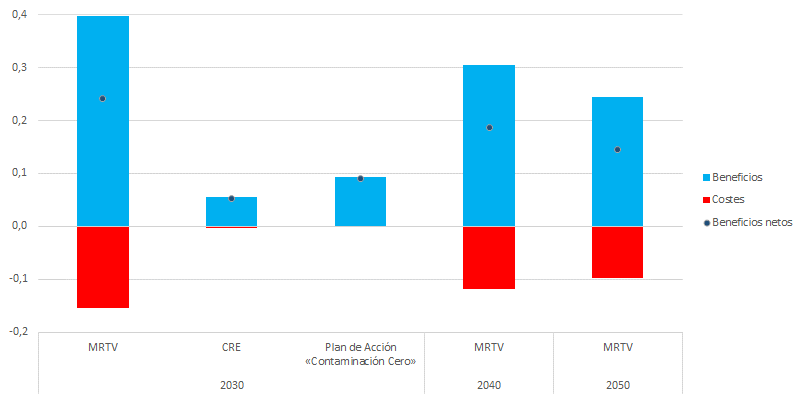 0,4
0,3
0,2
0,1
0,0
-0,1
-0,2
MRTV
CRE
Plan de Acción
«Contaminación Cero»
MRTV
MRTV
2030
2040
2050
Beneficios
Costes
Beneficios netos